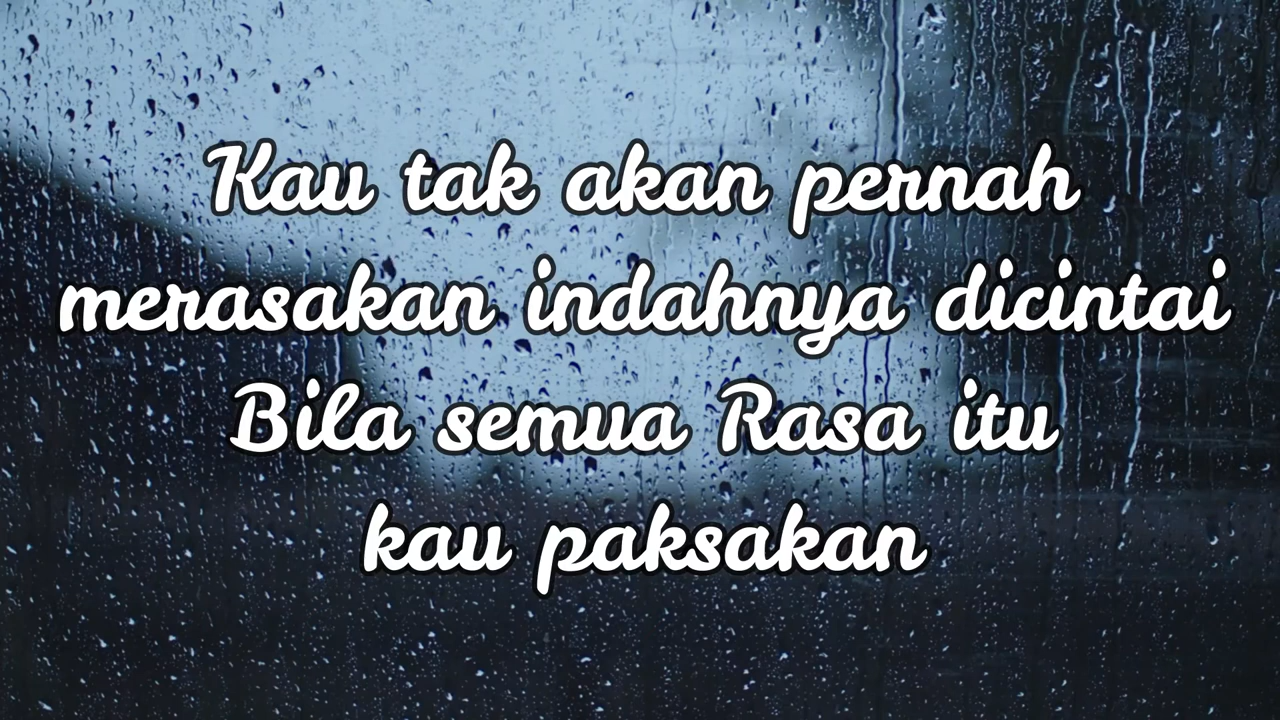 Kau tak akan pernah
merasakan indahnya dicintai
Bila semua Rasa itu
kau paksakan